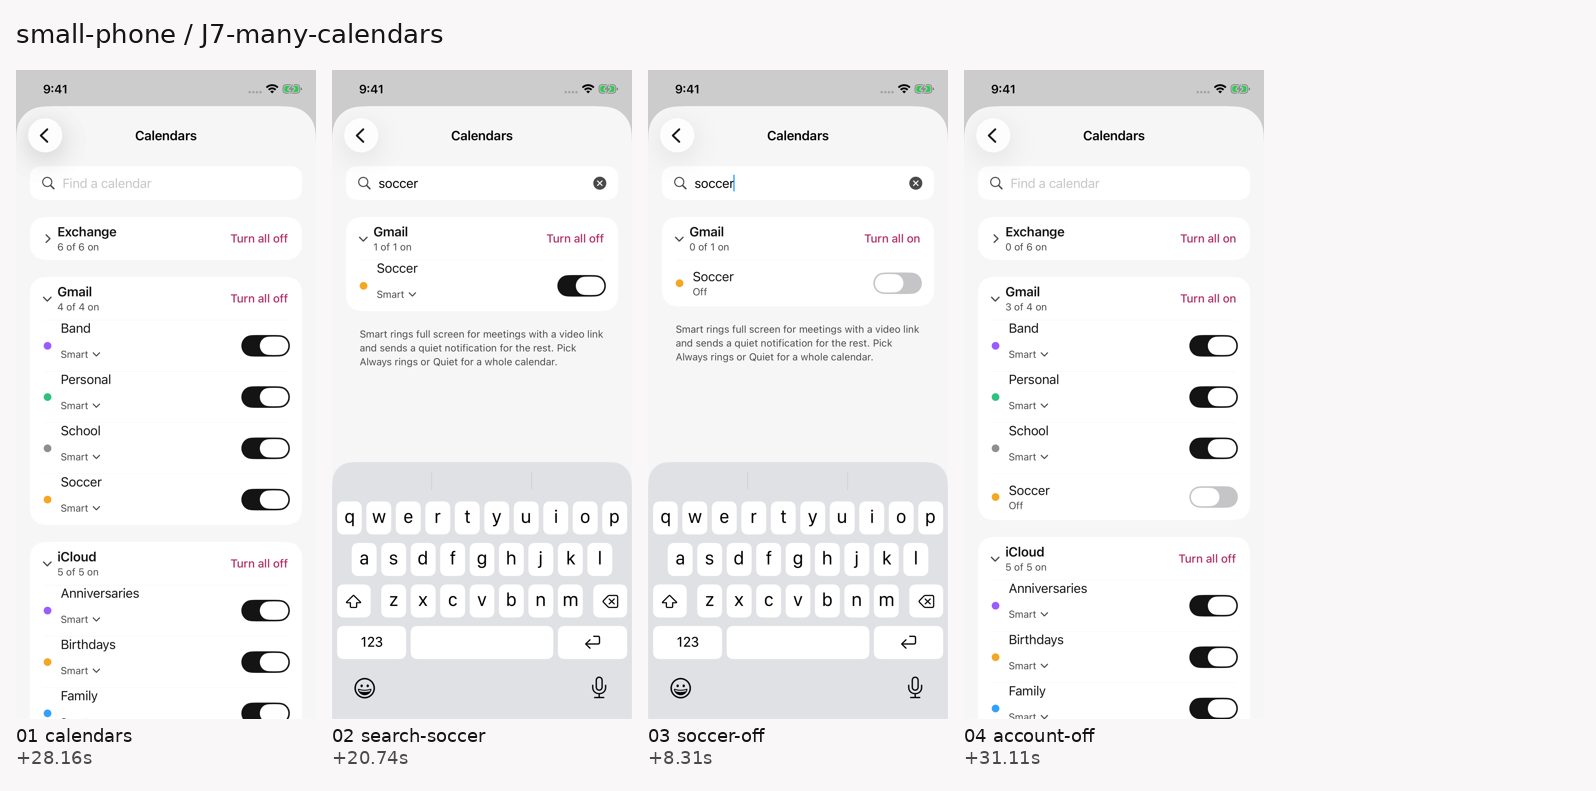 small-phone / J7-many-calendars
9:41
Calendars
Find a calendar
Exchange
6 of 6 on
Turn all off
Gmail
4 of 4 on
Turn all off
Band
Smart
Personal
Smart
School
Smart
Soccer
Smart
iCloud
5 of 5 on
Turn all off
Anniversaries
Smart
Birthdays
Smart
Family
01 calendars
+28.16s
9:41
Calendars
soccer
Gmail
1 of 1 on
Turn all off
Soccer
Smart
Smart rings full screen for meetings with a video link
and sends a quiet notification for the rest. Pick
Always rings or Quiet for a whole calendar.
q w e r t y u i o p
a s d f g h j k l
z x c v b n m
123
02 search-soccer
+20.74s
9:41
Calendars
soccer
Gmail
0 of 1 on
Turn all on
Soccer
Off
Smart rings full screen for meetings with a video link
and sends a quiet notification for the rest. Pick
Always rings or Quiet for a whole calendar.
q w e r t y u i o p
a s d f g h j k l
z x c v b n m
123
03 soccer-off
+8.31s
9:41
Calendars
Find a calendar
Exchange
0 of 6 on
Turn all on
Gmail
3 of 4 on
Turn all on
Band
Smart
Personal
Smart
School
Smart
Soccer
Off
iCloud
5 of 5 on
Turn all off
Anniversaries
Smart
Birthdays
Smart
Family
Smart
04 account-off
+31.11s